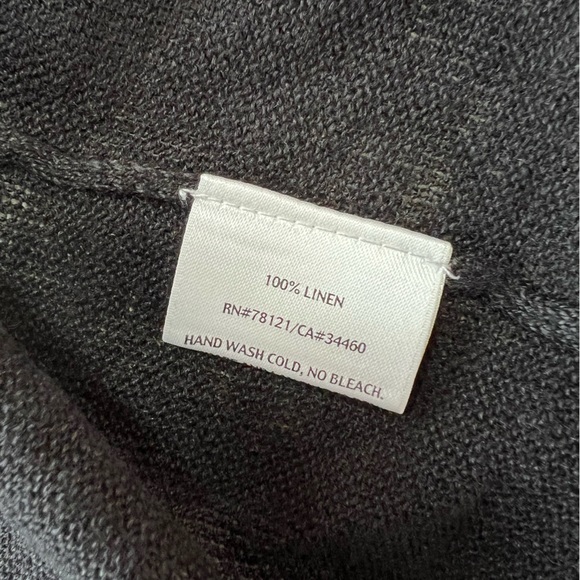 100% LINEN
RN#78121/CA#34460
HAND WASH COLD, NO BLEACH.